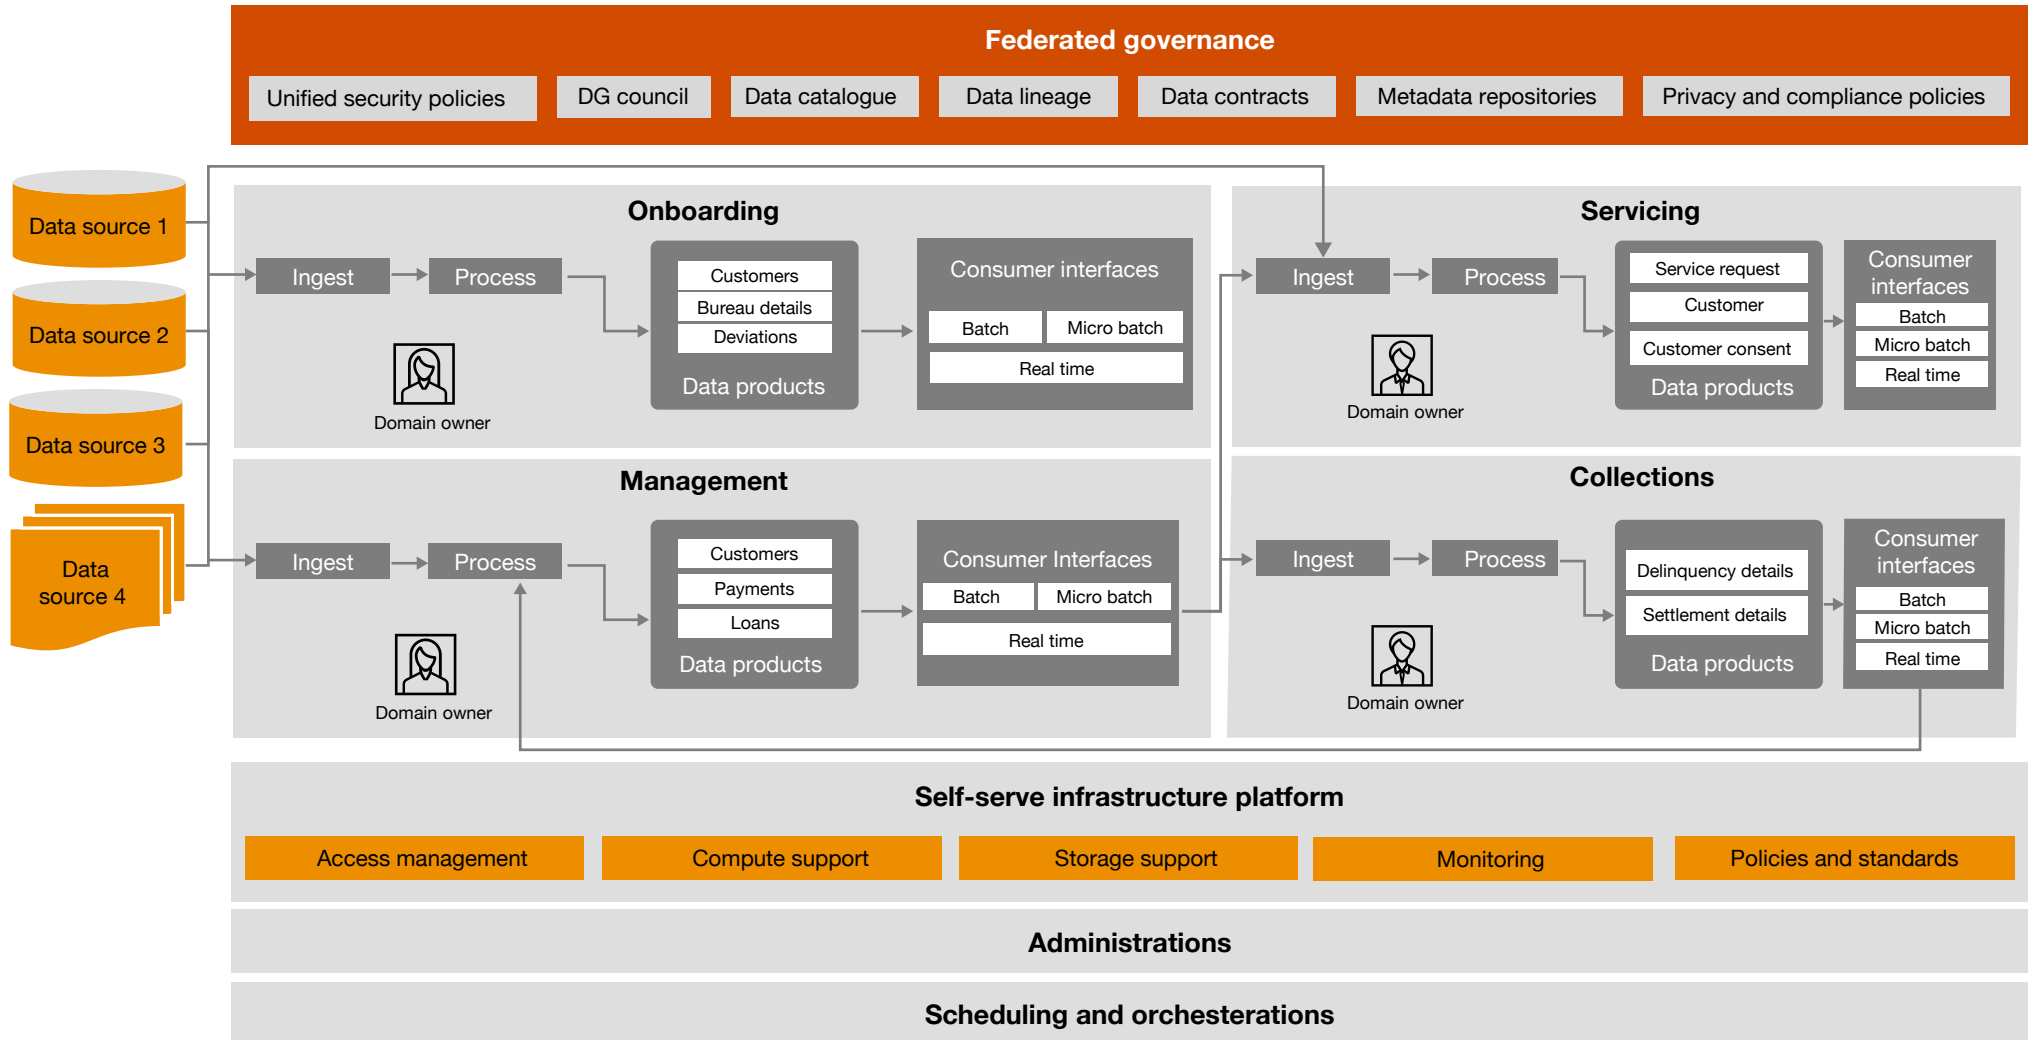 Federated governance
Unified security policies
DG council
Data catalogue
Data lineage
Data contracts
Metadata repositories
Privacy and compliance policies
Data source 1
Data source 2
Data source 3
Data
source 4
Onboarding
Ingest
Process
Customers
Bureau details
Deviations
Data products
Consumer interfaces
Batch
Micro batch
Real time
Domain owner
Servicing
Ingest
Process
Service request
Customer
Customer consent
Data products
Consumer
interfaces
Batch
Micro batch
Real time
Domain owner
Management
Ingest
Process
Customers
Payments
Loans
Data products
Consumer Interfaces
Batch
Micro batch
Real time
Domain owner
Collections
Ingest
Process
Delinquency details
Settlement details
Data products
Consumer
interfaces
Batch
Micro batch
Real time
Domain owner
Self-serve infrastructure platform
Access management
Compute support
Storage support
Monitoring
Policies and standards
Administrations
Scheduling and orchesterations